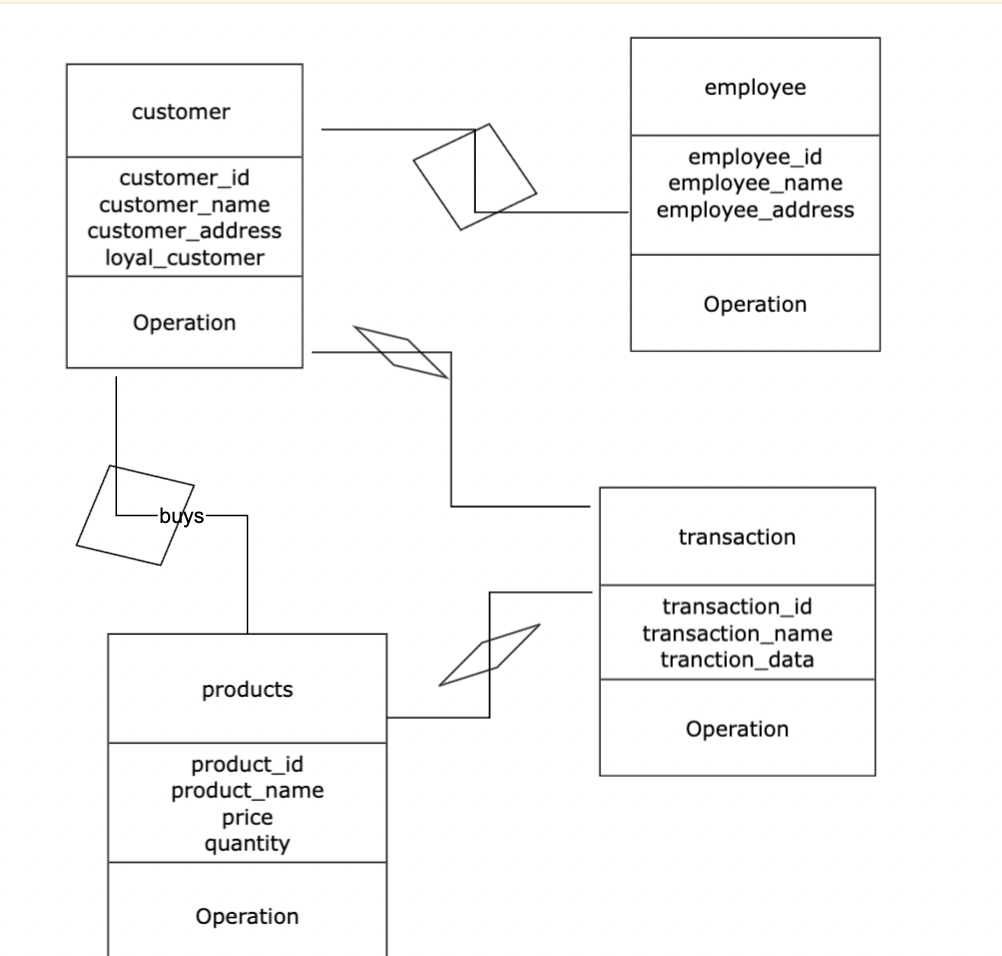 customer
customer_id
customer_name
customer_address
loyal_customer
Operation
employee
employee_id
employee_name
employee_address
Operation
buys
transaction
transaction_id
transaction_name
tranction_data
Operation
products
product_id
product_name
price
quantity
Operation